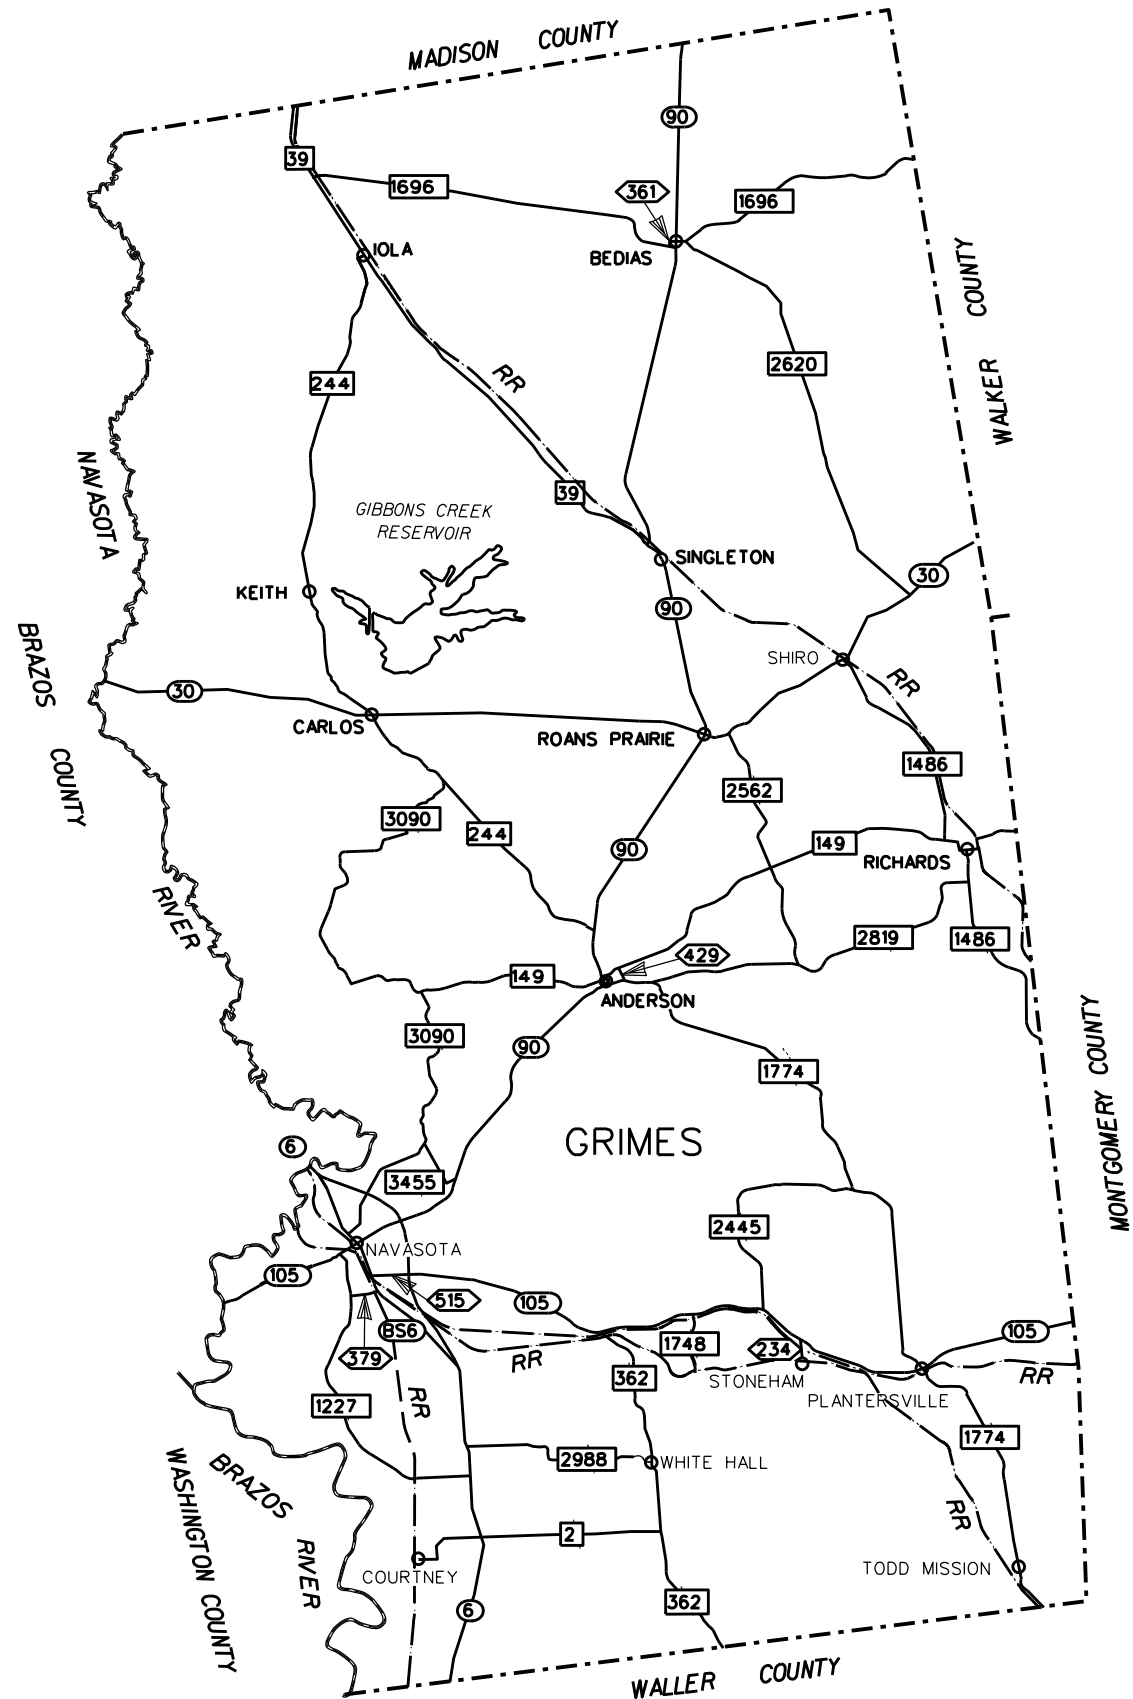 MADISON COUNTY
90
39
1696
361
1696
IOLA
BEDIAS
WALKER COUNTY
2620
RR
244
NAVASOTA
39
GIBBONS CREEK
RESERVOIR
SINGLETON
30
KEITH
90
BRAZOS
SHIRO
RR
30
CARLOS
ROANS PRAIRIE
COUNTY
1486
2562
3090
244
90
149
RICHARDS
RIVER
2819
1486
429
149
ANDERSON
3090
90
1774
MONTGOMERY COUNTY
GRIMES
6
3455
2445
NAVASOTA
105
515
105
BS6
105
1748
234
379
RR
362
STONEHAM
RR
PLANTERSVILLE
RR
1227
1774
2988
WHITE HALL
BRAZOS
WASHINGTON COUNTY
RR
2
RIVER
COURTNEY
TODD MISSION
6
362
WALLER COUNTY